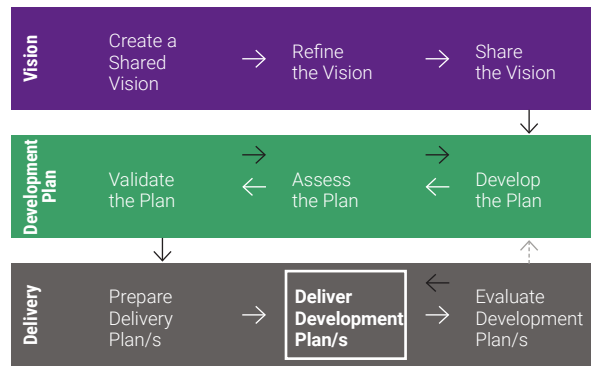 Vision
Create a
Shared
Vision
Refine
the Vision
Share
the Vision
Development
Plan
Validate
the Plan
Assess
the Plan
Develop
the Plan
Delivery
Prepare
Delivery
Plan/s
Deliver
Development
Plan/s
Evaluate
Development
Plan/s